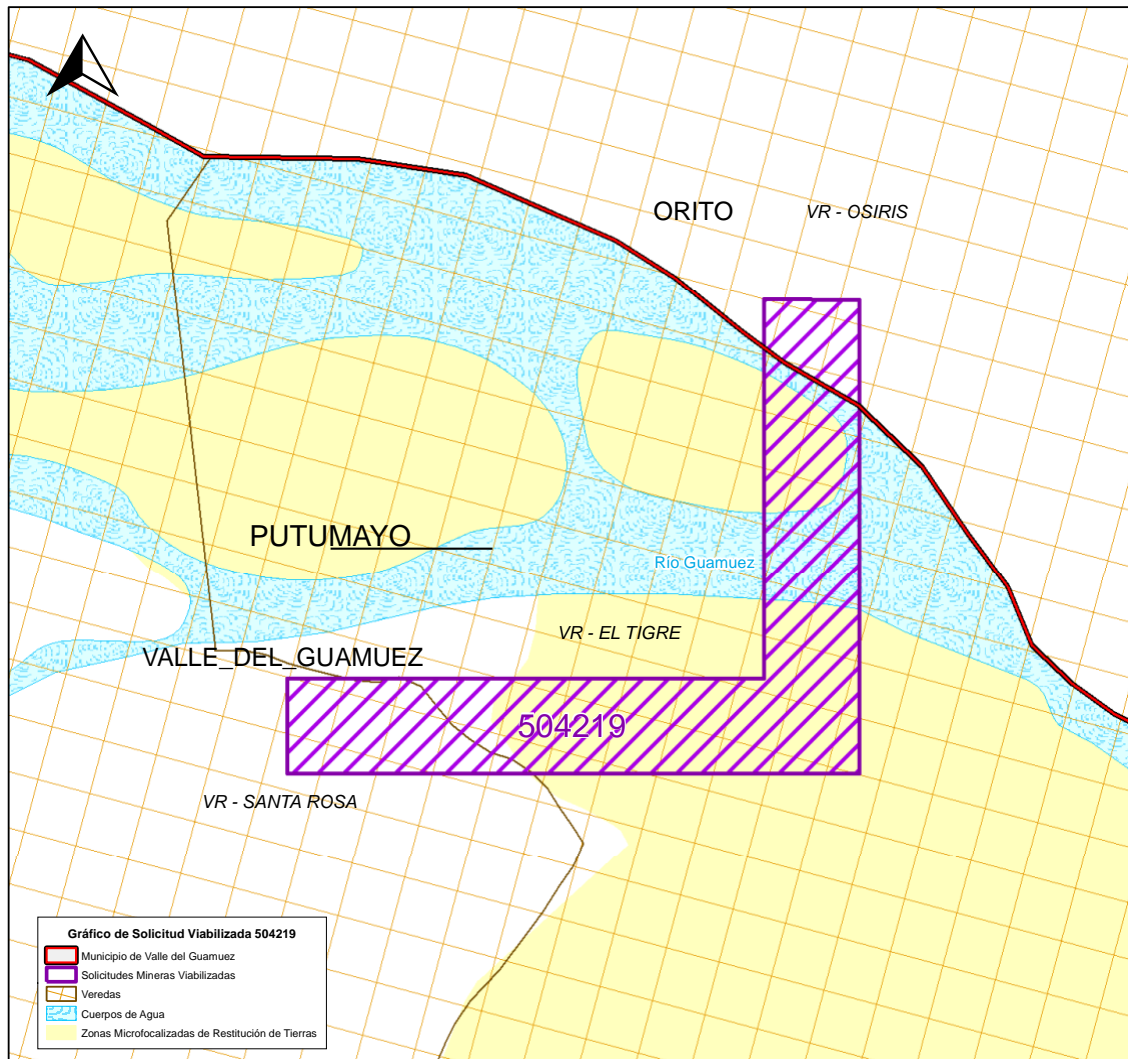 ORITO
VR - OSIRIS
PUTUMAYO
Río Guamuez
VR - EL TIGRE
VALLE_DEL_GUAMUEZ
504219
VR - SANTA ROSA
Gráfico de Solicitud Viabilizada 504219
Municipio de Valle del Guamuez
Solicitudes Mineras Viabilizadas
Veredas
Cuerpos de Agua
Zonas Microfocalizadas de Restitución de Tierras